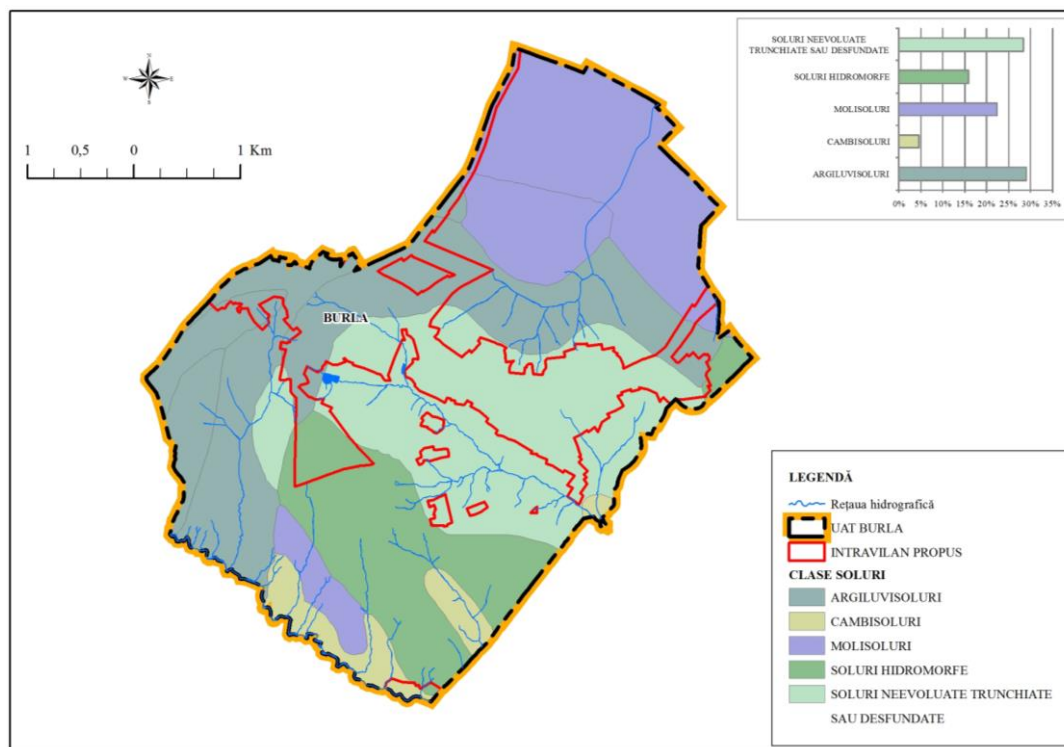 N
W
E
S
1
0,5
0
1 Km
SOLURI NEEVOLUATE
TRUNCHIATE SAU DESFUNDATE
SOLURI HIDROMORFE
MOLISOLURI
CAMBISOLURI
ARGILUVISOLURI
0% 5% 10% 15% 20% 25% 30% 35%
BURLA
LEGENDĂ
Rețaua hidrografică
UAT BURLA
INTRAVILAN PROPUS
CLASE SOLURI
ARGILUVISOLURI
CAMBISOLURI
MOLISOLURI
SOLURI HIDROMORFE
SOLURI NEEVOLUATE TRUNCHIATE
SAU DESFUNDATE